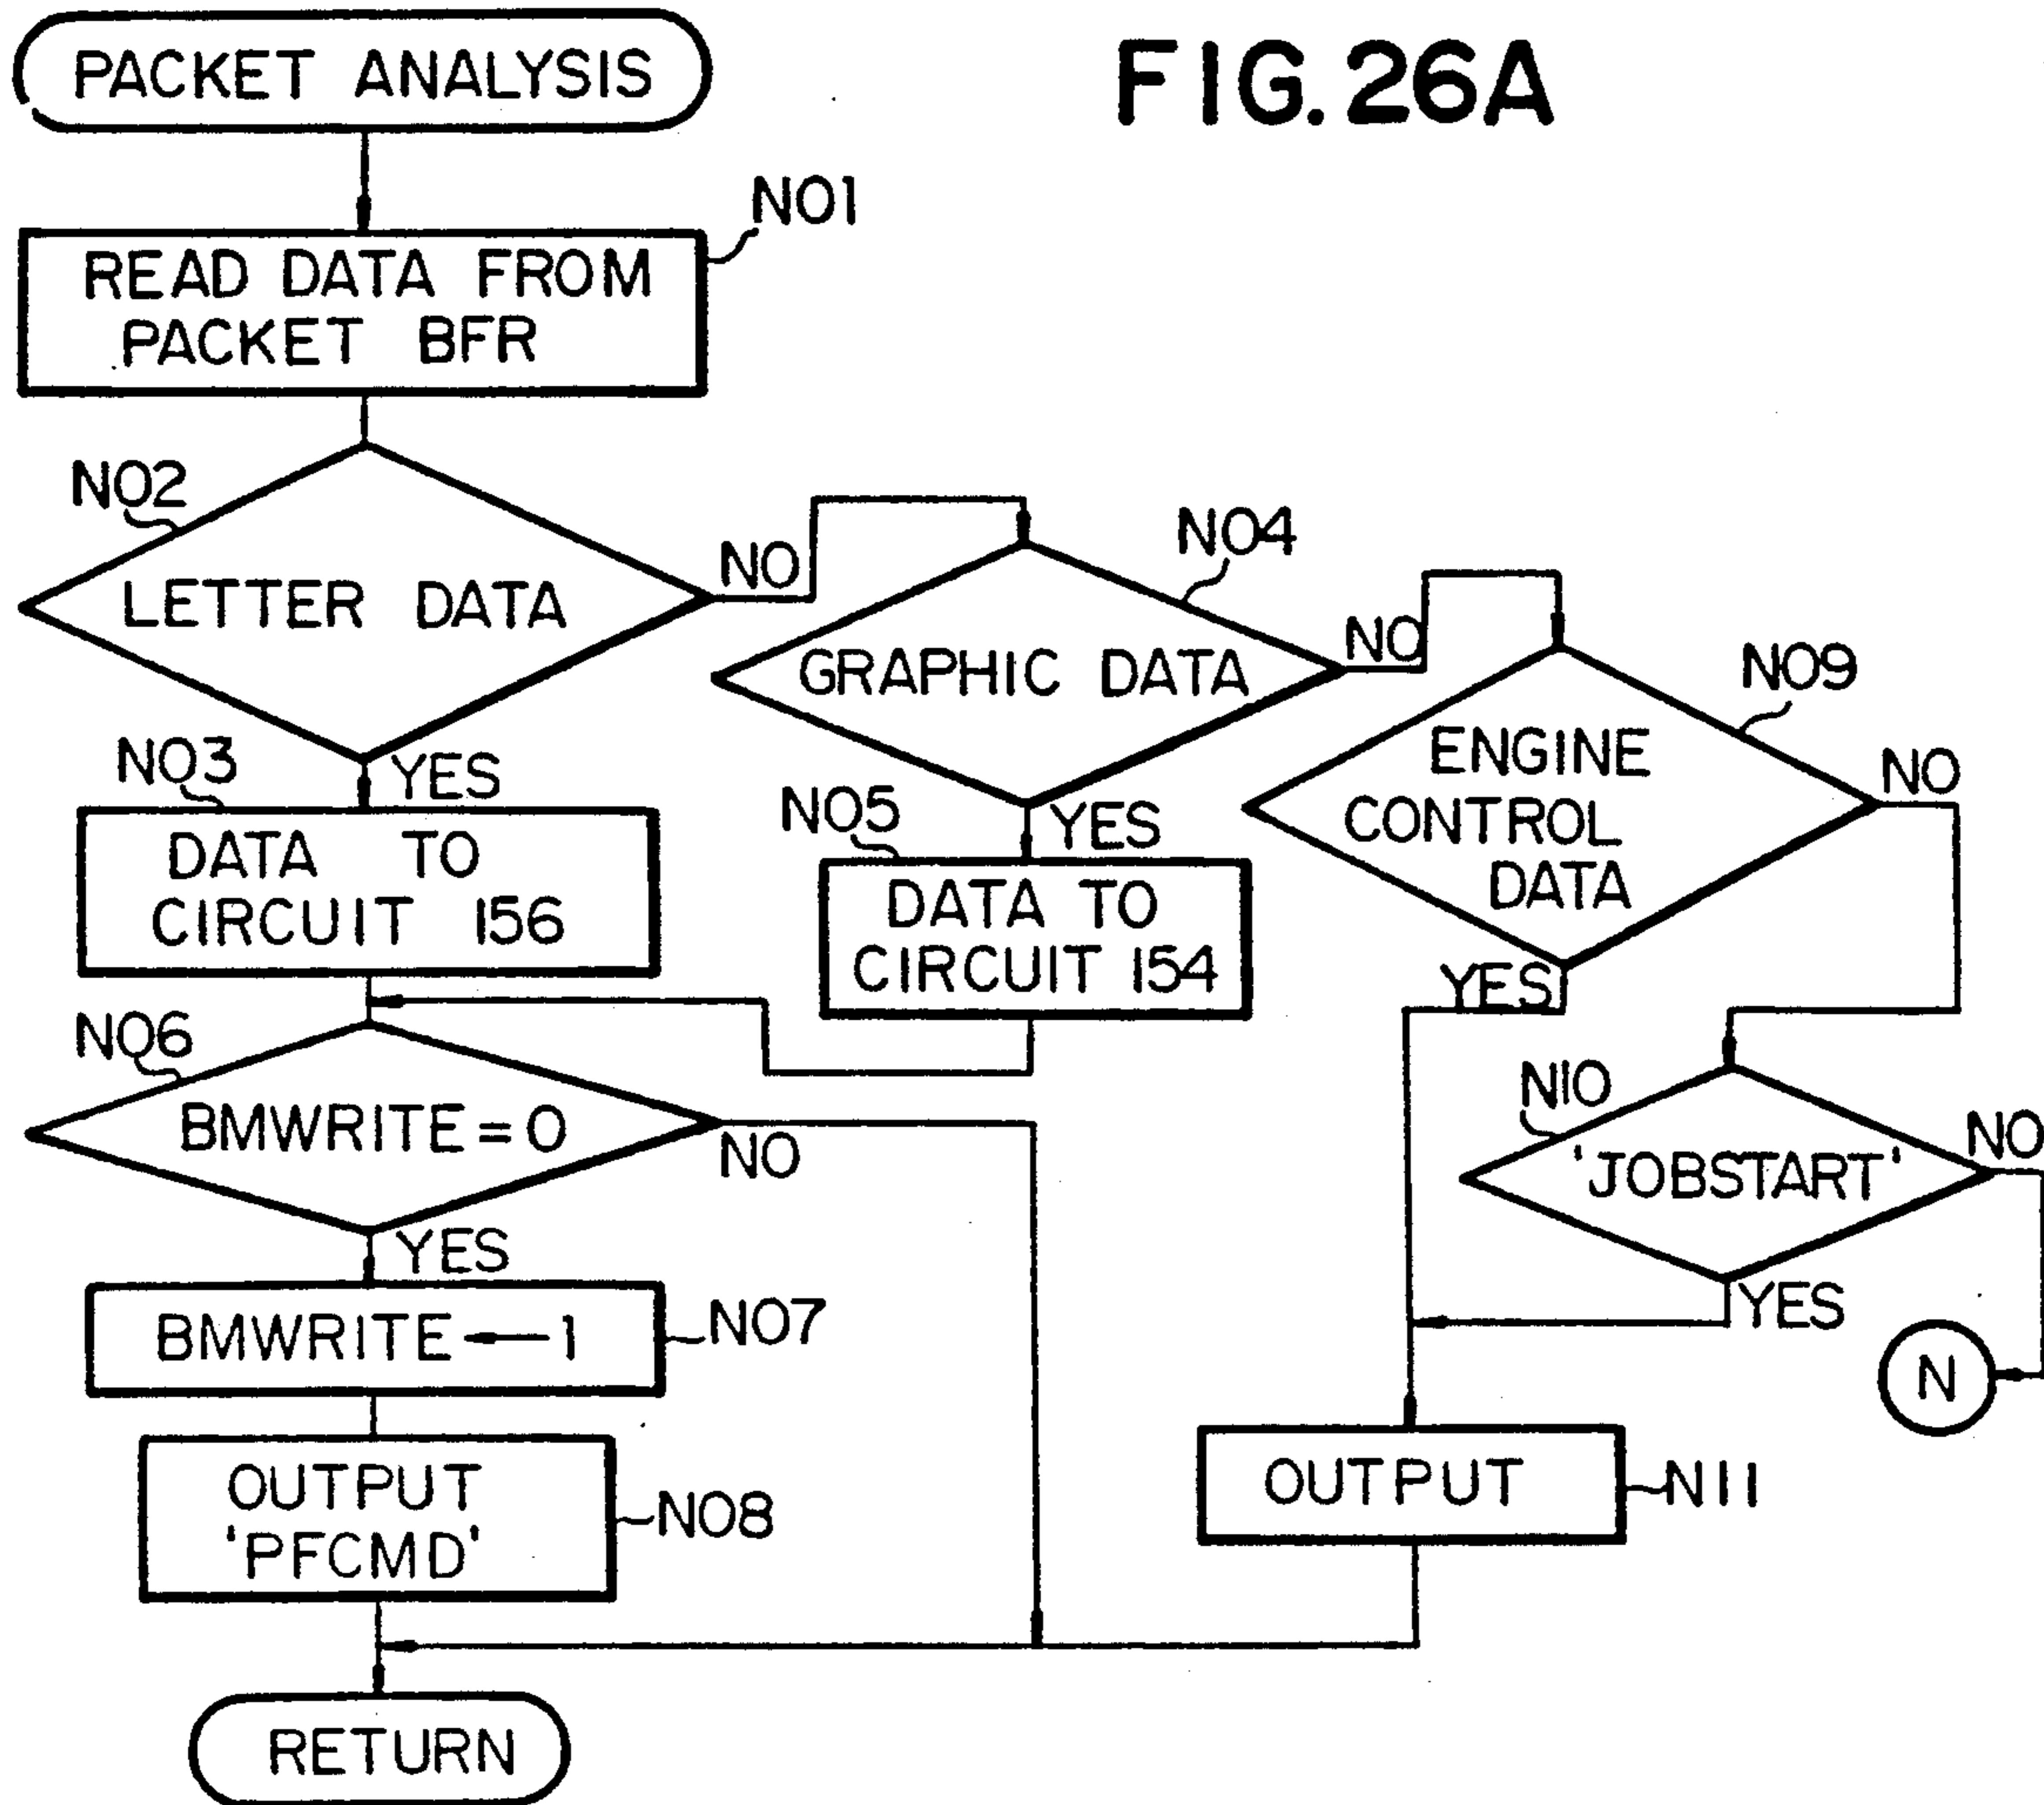 PACKET ANALYSIS
FIG. 26A
N01
READ DATA FROM
PACKET BFR
N02
LETTER DATA
NO
N04
GRAPHIC DATA
NO
N09
ENGINE
CONTROL
DATA
NO
N03
YES
DATA TO
CIRCUIT 156
N05
YES
DATA TO
CIRCUIT 154
YES
N06
BMWRITE = 0
NO
N10
'JOBSTART'
NO
YES
YES
BMWRITE ← 1
N07
N
OUTPUT
'PFCMD'
N08
OUTPUT
N11
RETURN